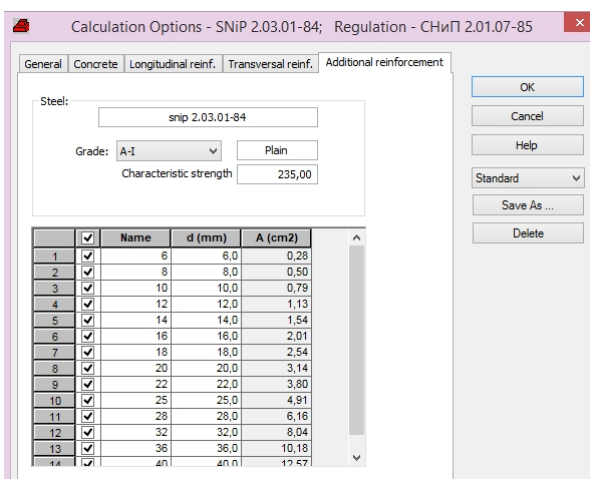 Calculation Options - SNiP 2.03.01-84; Regulation - СНиП 2.01.07-85
General Concrete Longitudinal reinf. Transversal reinf. Additional reinforcement
Steel:
snip 2.03.01-84
Grade: A-I Plain
Characteristic strength 235,00
OK
Cancel
Help
Standard
Save As ...
Delete
Name d (mm) A (cm2)
1 6 6,0 0,28
2 8 8,0 0,50
3 10 10,0 0,79
4 12 12,0 1,13
5 14 14,0 1,54
6 16 16,0 2,01
7 18 18,0 2,54
8 20 20,0 3,14
9 22 22,0 3,80
10 25 25,0 4,91
11 28 28,0 6,16
12 32 32,0 8,04
13 36 36,0 10,18
14 40 40,0 12,57